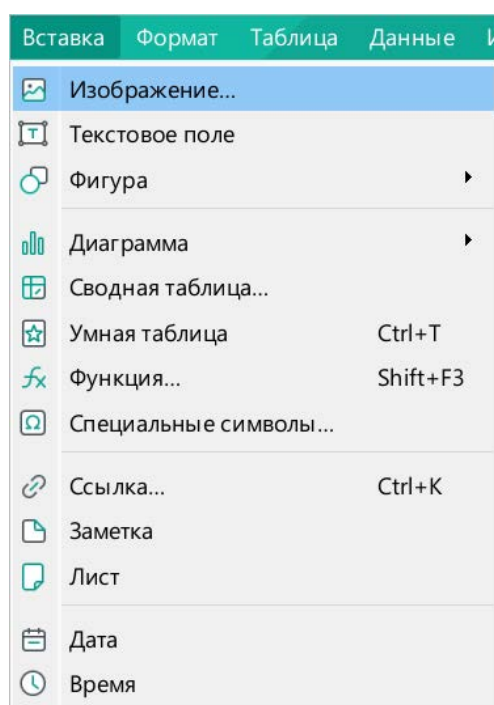 Вставка Формат Таблица Данные
Изображение...
Текстовое поле
Фигура
Диаграмма
Сводная таблица...
Умная таблица Ctrl+T
Функция... Shift+F3
Специальные символы...
Ссылка... Ctrl+K
Заметка
Лист
Дата
Время